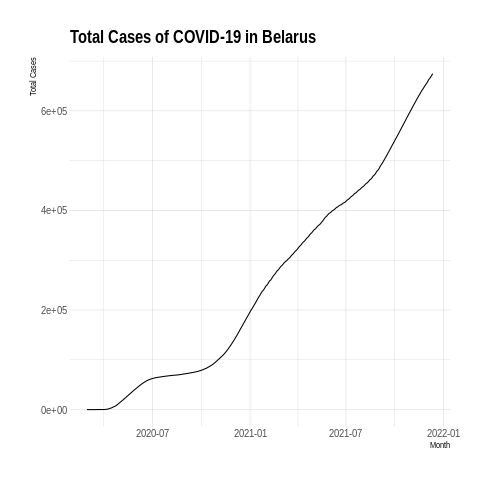 Total Cases of COVID-19 in Belarus
Total Cases
6e+05
4e+05
2e+05
0e+00
2020-07 2021-01 2021-07 2022-01
Month